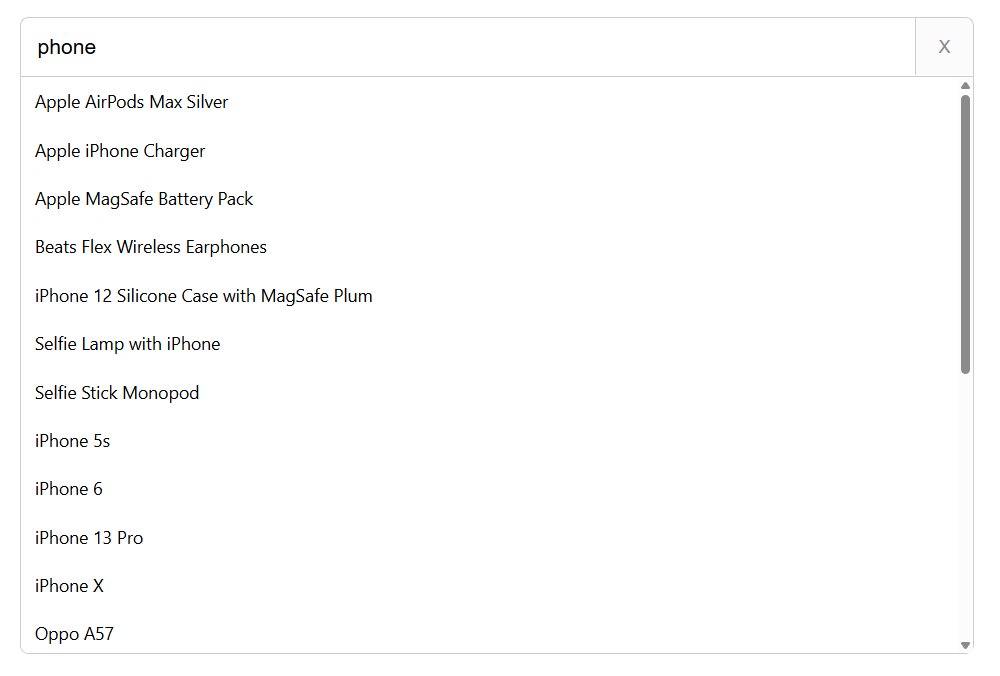 phone
X
Apple AirPods Max Silver
Apple iPhone Charger
Apple MagSafe Battery Pack
Beats Flex Wireless Earphones
iPhone 12 Silicone Case with MagSafe Plum
Selfie Lamp with iPhone
Selfie Stick Monopod
iPhone 5s
iPhone 6
iPhone 13 Pro
iPhone X
Oppo A57